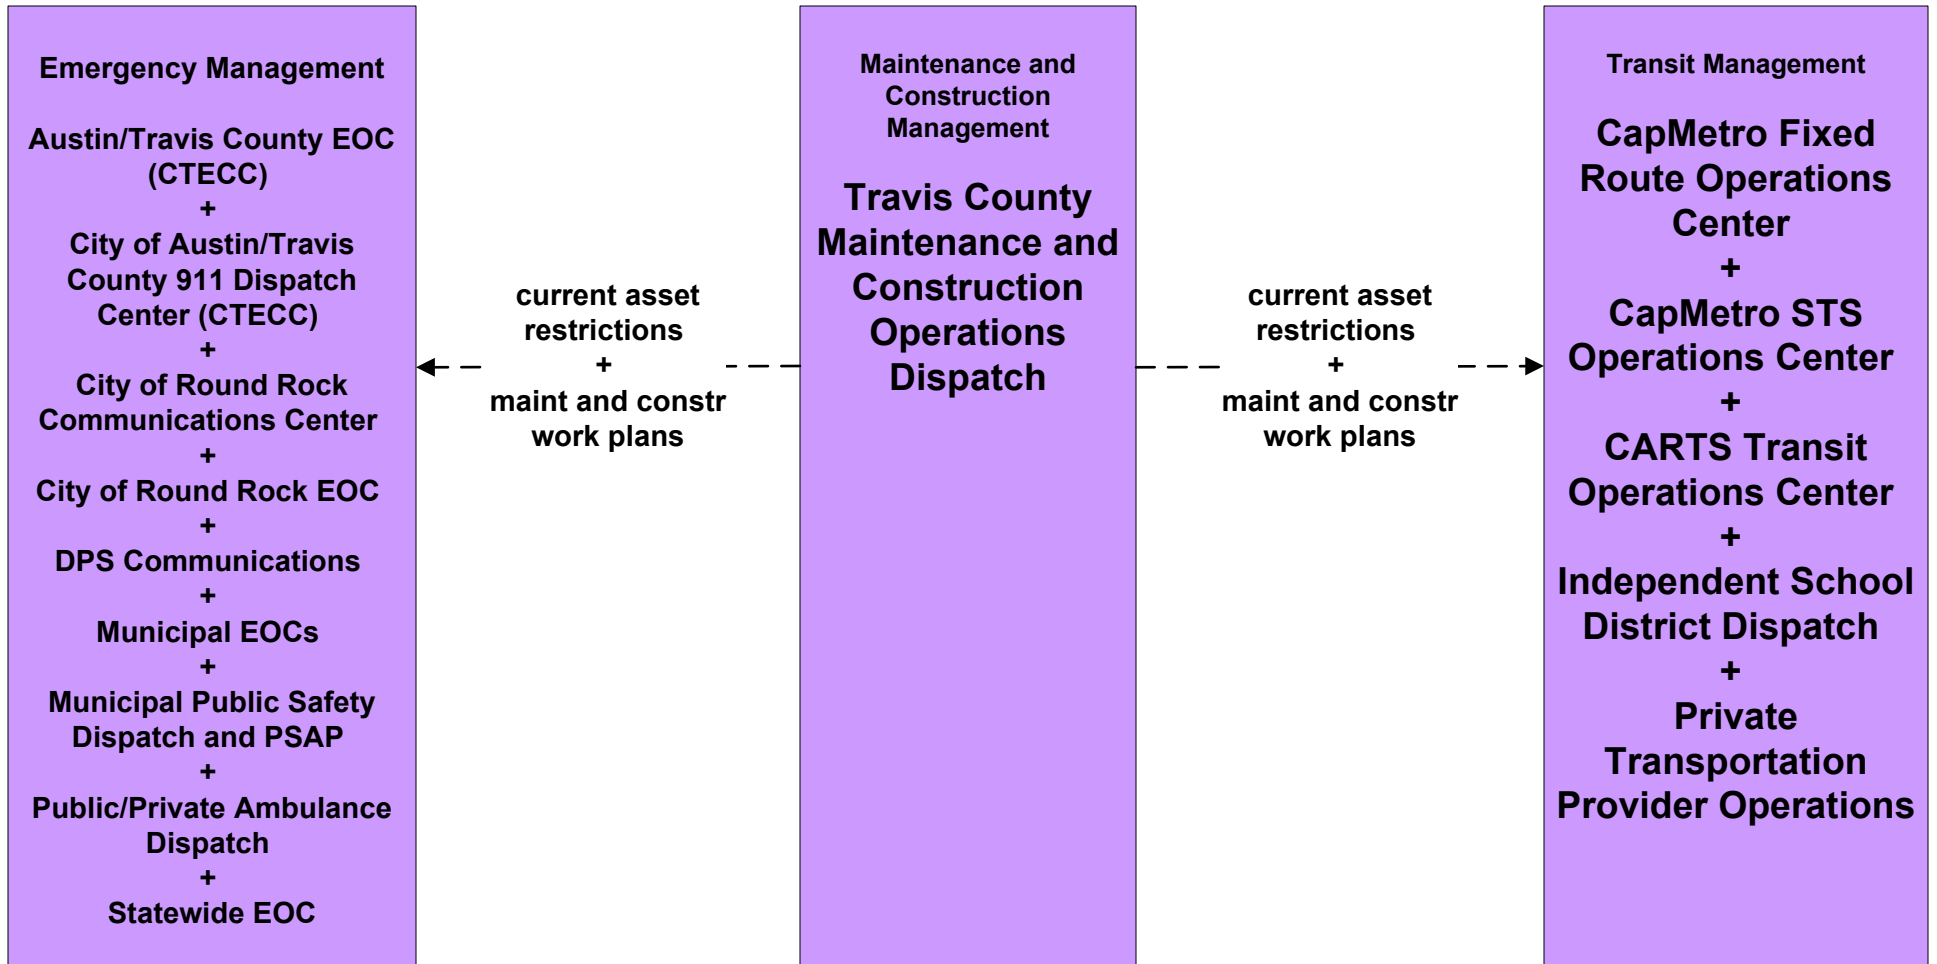 Emergency Management
Austin/Travis County EOC
(CTECC)
+
City of Austin/Travis
County 911 Dispatch
Center (CTECC)
+
City of Round Rock
Communications Center
+
City of Round Rock EOC
+
DPS Communications
+
Municipal EOCs
+
Municipal Public Safety
Dispatch and PSAP
+
Public/Private Ambulance
Dispatch
+
Statewide EOC
current asset
restrictions
+
maint and constr
work plans
Maintenance and
Construction
Management
Travis County
Maintenance and
Construction
Operations
Dispatch
current asset
restrictions
+
maint and constr
work plans
Transit Management
CapMetro Fixed
Route Operations
Center
+
CapMetro STS
Operations Center
+
CARTS Transit
Operations Center
+
Independent School
District Dispatch
+
Private
Transportation
Provider Operations